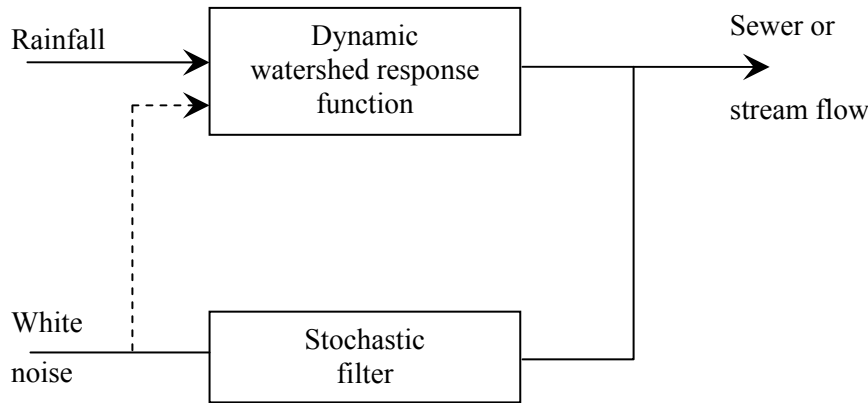 Rainfall
Dynamic
watershed response
function
Sewer or
stream flow
White
noise
Stochastic
filter